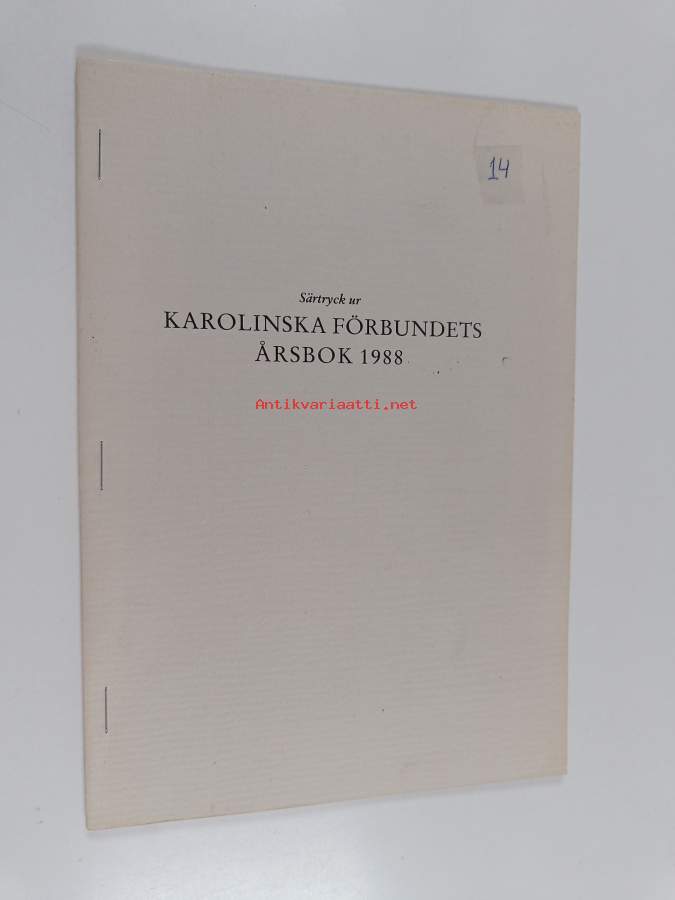 14
Särtryck ur
KAROLINSKA FÖRBUNDETS
ÅRSBOK 1988
Antikvariaatti.net